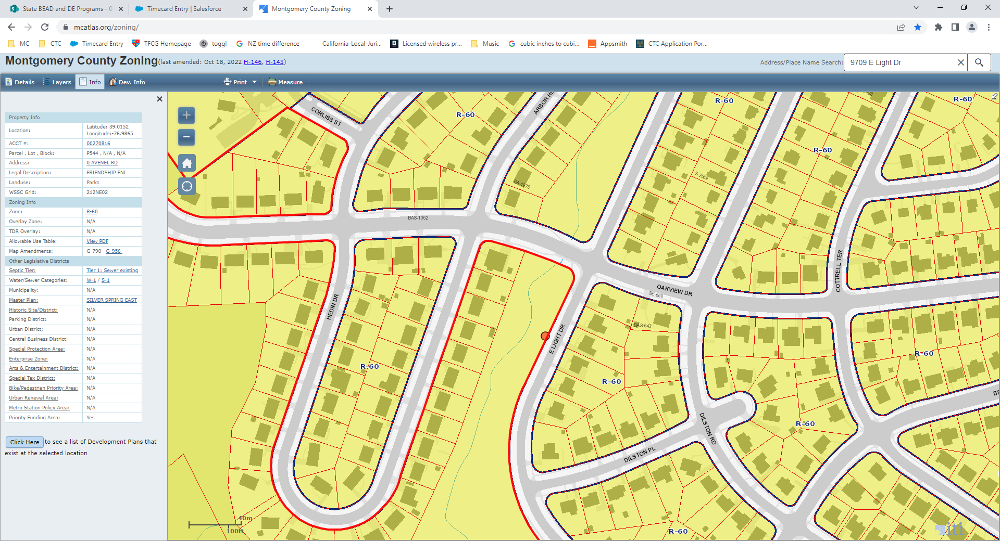 State BEAD and DE Programs - 0
Timecard Entry | Salesforce
Montgomery County Zoning
mcatlas.org/zoning/
MC
CTC
Timecard Entry
TFCG Homepage
toggl
NZ time difference
California-Local-Juri...
Licensed wireless pr...
Music
cubic inches to cubi...
Appsmith
CTC Application Por...
Montgomery County Zoning(last amended: Oct 18, 2022 H-146, H-143)
Address/Place Name Search:
9709 E Light Dr
Details
Layers
Info
Dev. Info
Print
Measure
Property Info
Location: Latitude: 39.0152
Longitude:-76.9865
ACCT #: 00270816
Parcel , Lot , Block: P544 , N/A , N/A
Address: 0 AVENEL RD
Legal Description: FRIENDSHIP ENL
Landuse: Parks
WSSC Grid: 212NE02
Zoning Info
Zone: R-60
Overlay Zone: N/A
TDR Overlay: N/A
Allowable Use Table: View PDF
Map Amendments: G-790 G-956
Other Legislative Districts
Septic Tier: Tier 1: Sewer existing
Water/Sewer Categories: W-1 / S-1
Municipality: N/A
Master Plan: SILVER SPRING EAST
Historic Site/District: N/A
Parking District: N/A
Urban District: N/A
Central Business District: N/A
Special Protection Area: N/A
Enterprise Zone: N/A
Arts & Entertainment District: N/A
Special Tax District: N/A
Bike/Pedestrian Priority Area: N/A
Urban Renewal Area: N/A
Metro Station Policy Area: N/A
Priority Funding Area: Yes
Click Here to see a list of Development Plans that
exist at the selected location
CORLISS ST
R-60
ARBOR H
R-60
R-60
R-60
BA-1978
S-2569
BAS-1362
COTTRELL TER
OAKVIEW DR
SE-669
HEDIN DR
BAS-643
E LIGHT DR
R-60
R-60
R-60
DILSTON RD
R-60
DILSTON PL
R-60
40m
100ft
iti